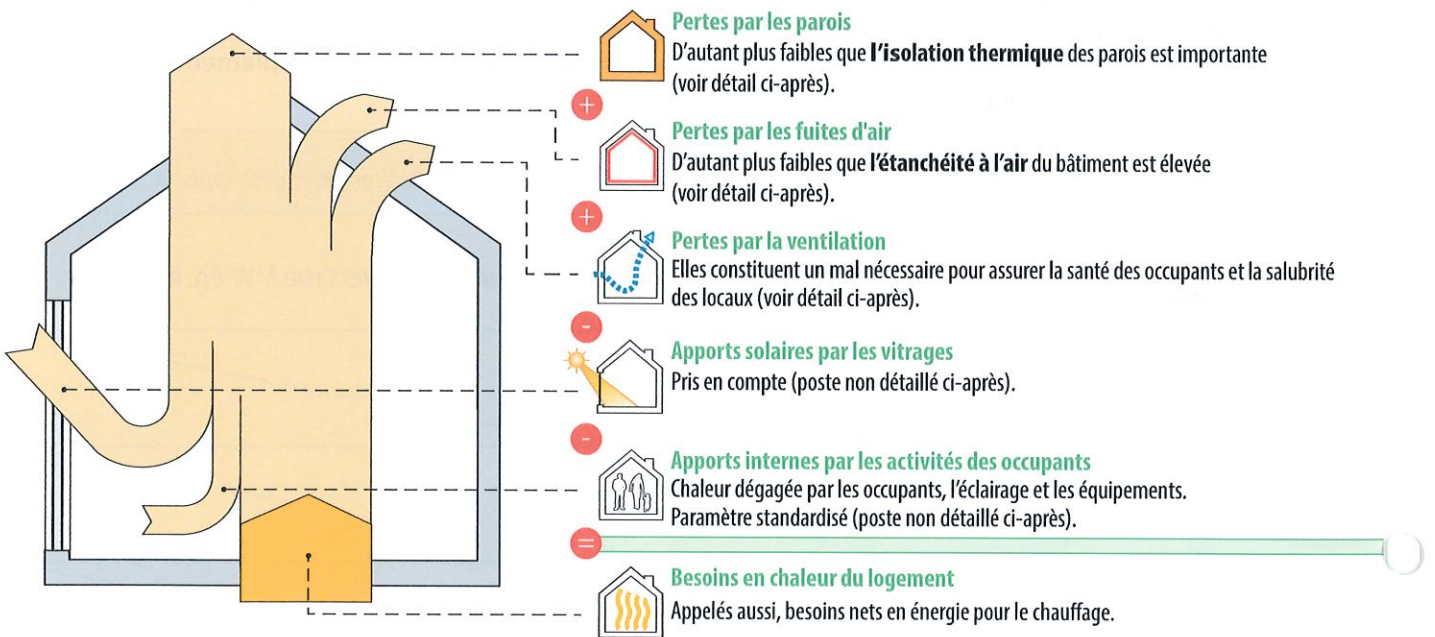 Pertes par les parois
D'autant plus faibles que l'isolation thermique des parois est importante
(voir détail ci-après).
+
Pertes par les fuites d'air
D'autant plus faibles que l'étanchéité à l'air du bâtiment est élevée
(voir détail ci-après).
+
Pertes par la ventilation
Elles constituent un mal nécessaire pour assurer la santé des occupants et la salubrité
des locaux (voir détail ci-après).
-
Apports solaires par les vitrages
Pris en compte (poste non détaillé ci-après).
-
Apports internes par les activités des occupants
Chaleur dégagée par les occupants, l'éclairage et les équipements.
Paramètre standardisé (poste non détaillé ci-après).
=
Besoins en chaleur du logement
Appelés aussi, besoins nets en énergie pour le chauffage.